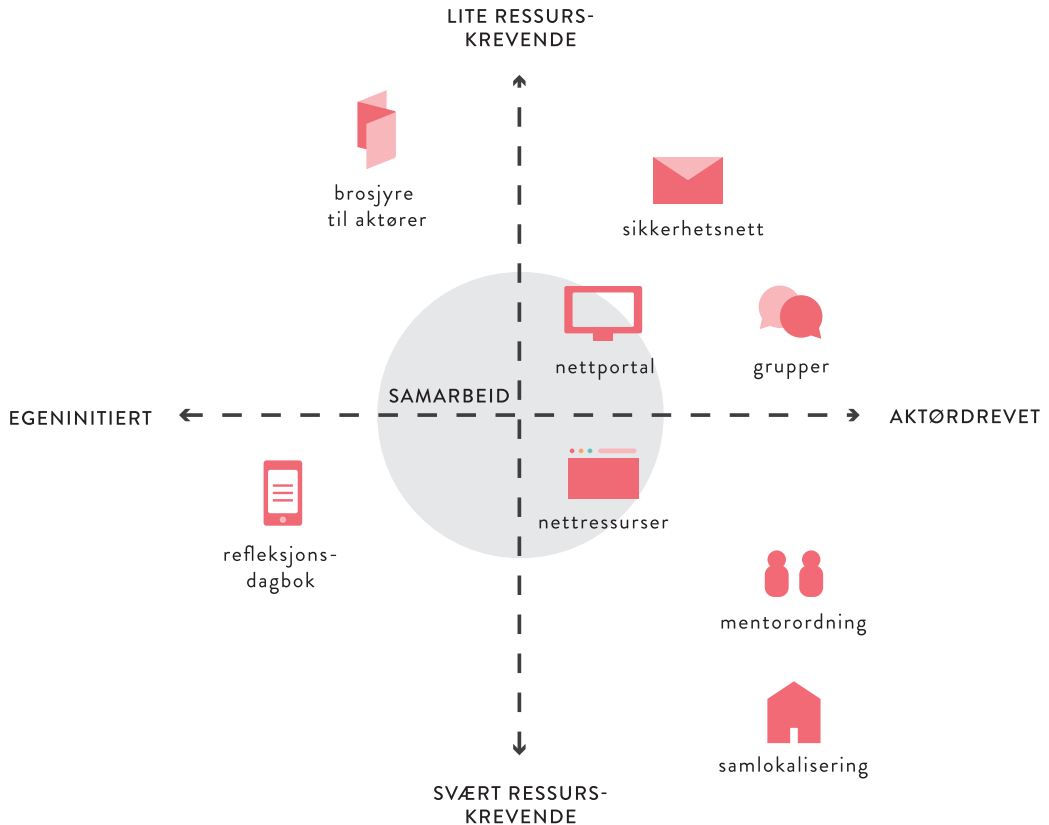 LITE RESSURS-
KREVENDE
brosjyre
til aktører
sikkerhetsnett
nettportal
grupper
SAMARBEID
EGENINITIERT
AKTØRDREVET
nettressurser
refleksjons-
dagbok
mentorordning
samlokalisering
SVÆRT RESSURS-
KREVENDE